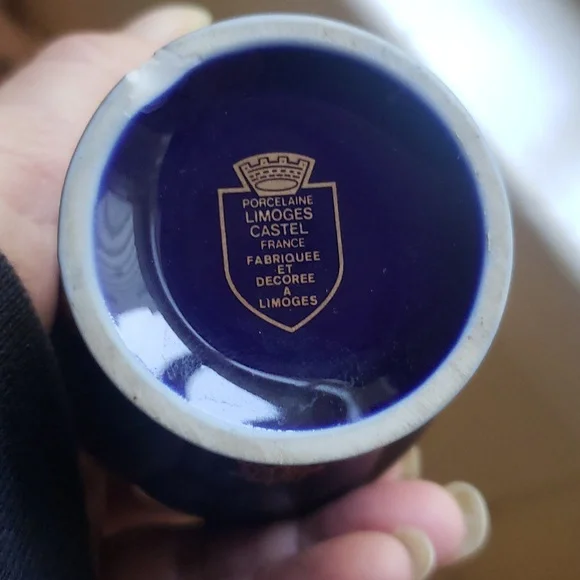 PORCELAINE
LIMOGES
CASTEL
FRANCE
FABRIQUEE
ET
DECOREE
A
LIMOGES